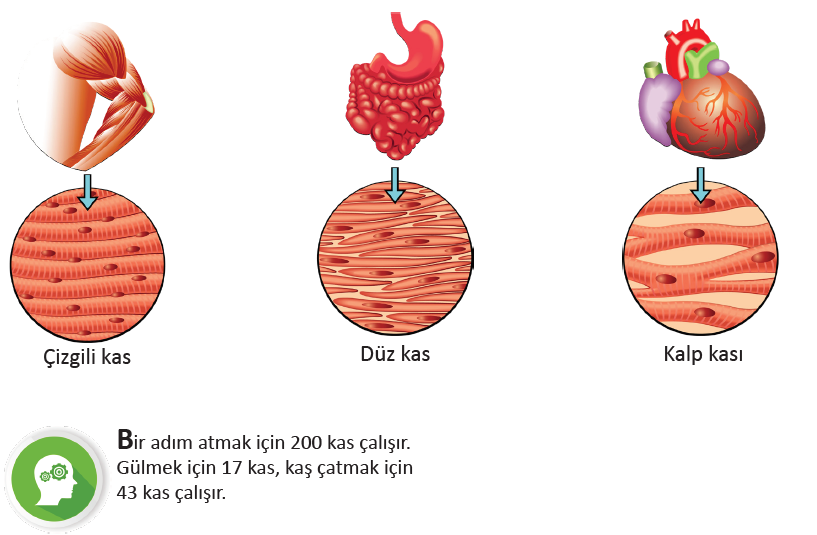 Çizgili kas
Düz kas
Kalp kası
Bir adım atmak için 200 kas çalışır.
Gülmek için 17 kas, kaş çatmak için
43 kas çalışır.